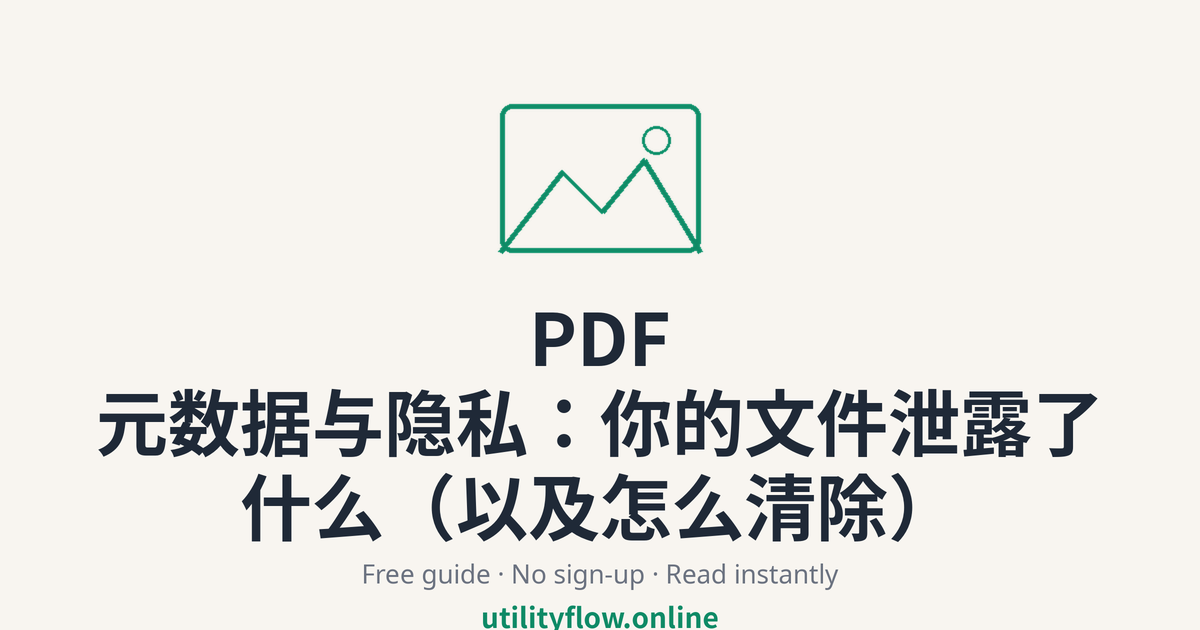 PDF
元数据与隐私：你的文件泄露了
什么（以及怎么清除）
Free guide · No sign-up · Read instantly
utilityflow.online